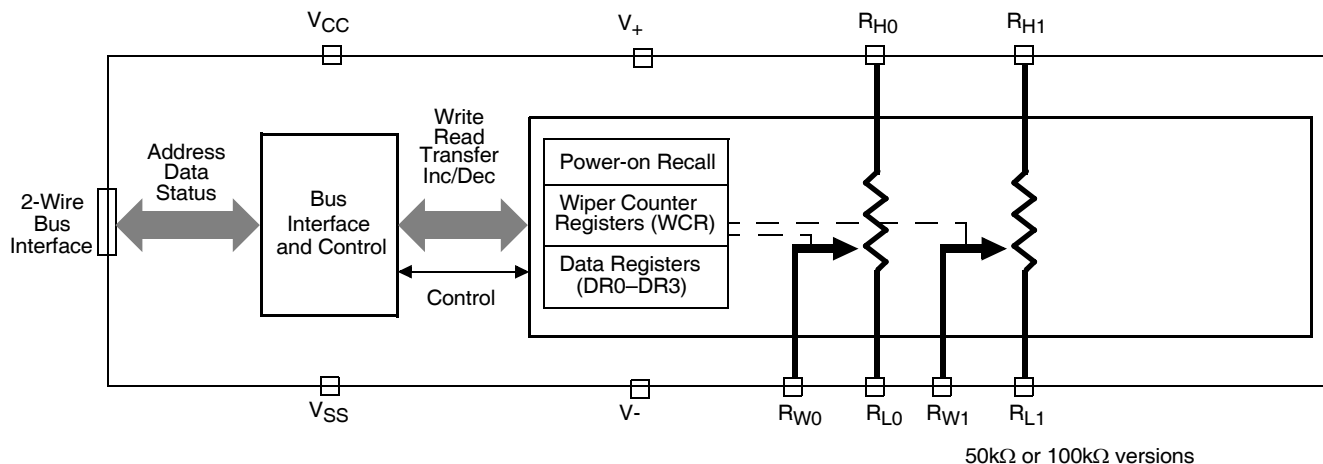 VCC
V+
RH0
RH1
Address
Data
Status
Write
Read
Transfer
Inc/Dec
2-Wire
Bus
Interface
Bus
Interface
and Control
Power-on Recall
Wiper Counter
Registers (WCR)
Data Registers
(DR0–DR3)
Control
VSS
V-
RW0
RL0
RW1
RL1
50kΩ or 100kΩ versions